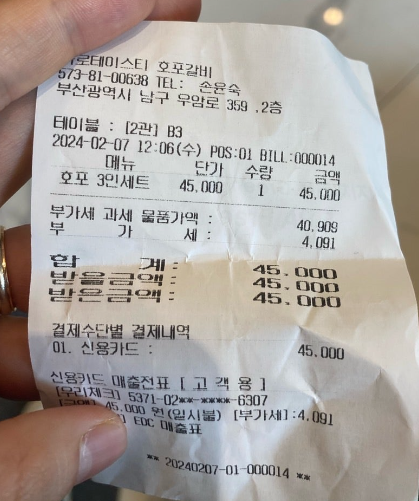 로테이스티 호포갈비
573-81-00638 TEL: 손윤숙
부산광역시 남구 우암로 359 ,2층
테이블 : [2관] B3
2024-02-07 12:06(수) POS:01 BILL:000014
메뉴 단가 수량 금액
호포 3인세트 45,000 1 45,000
부가세 과세 물품가액 : 40,909
부 가 세 : 4,091
합 계 : 45,000
받을금액 : 45,000
받은금액 : 45,000
결제수단별 결제내역
01. 신용카드 : 45,000
신용카드 매출전표 [ 고 객 용 ]
[우리체크] 5371-02**-****-6307
[금액] 45,000 원(일시불) [부가세]:4,091
EDC 매출표
** 20240207-01-000014 **